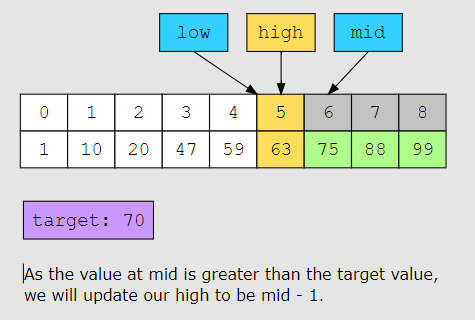 low high mid
0 1 2 3 4 5 6 7 8
1 10 20 47 59 63 75 88 99
target: 70
As the value at mid is greater than the target value,
we will update our high to be mid - 1.